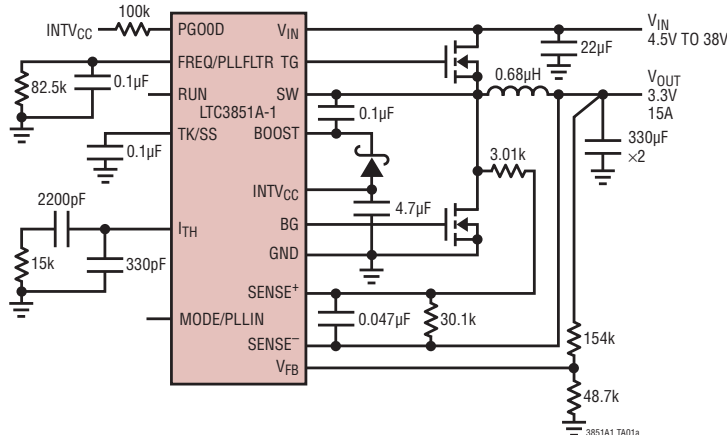 INTVCC
100k
PGOOD
FREQ/PLLFLTR
82.5k
0.1µF
RUN
LTC3851A-1
TK/SS
0.1µF
2200pF
ITH
15k
330pF
MODE/PLLIN
VIN
TG
SW
BOOST
INTVCC
BG
GND
SENSE+
SENSE–
VFB
VIN
4.5V TO 38V
22µF
0.68µH
VOUT
3.3V
15A
0.1µF
330µF
×2
3.01k
4.7µF
0.047µF
30.1k
154k
48.7k
3851A1 TA01a